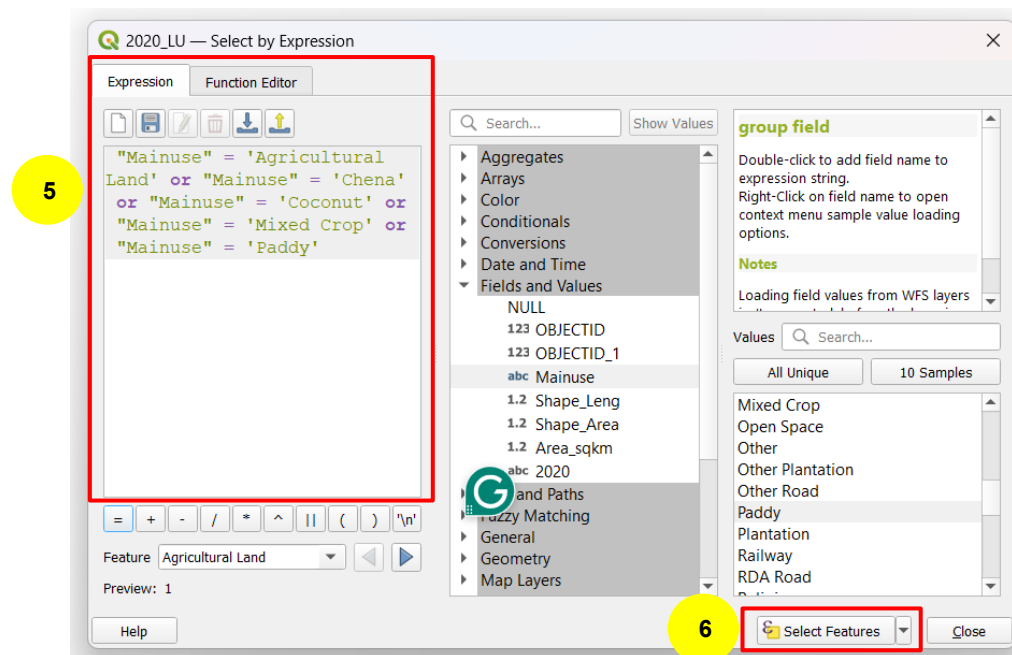 2020_LU — Select by Expression
Expression
Function Editor
5
"Mainuse" = 'Agricultural
Land' or "Mainuse" = 'Chena'
or "Mainuse" = 'Coconut' or
"Mainuse" = 'Mixed Crop' or
"Mainuse" = 'Paddy'
= + - / * ^ || ( ) '\n'
Feature Agricultural Land
Preview: 1
Help
Search...
Show Values
Aggregates
Arrays
Color
Conditionals
Conversions
Date and Time
Fields and Values
NULL
123 OBJECTID
123 OBJECTID_1
abc Mainuse
1.2 Shape_Leng
1.2 Shape_Area
1.2 Area_sqkm
abc 2020
and Paths
Fuzzy Matching
General
Geometry
Map Layers
group field
Double-click to add field name to
expression string.
Right-Click on field name to open
context menu sample value loading
options.
Notes
Loading field values from WFS layers
Values Search...
All Unique
10 Samples
Mixed Crop
Open Space
Other
Other Plantation
Other Road
Paddy
Plantation
Railway
RDA Road
6
Select Features
Close